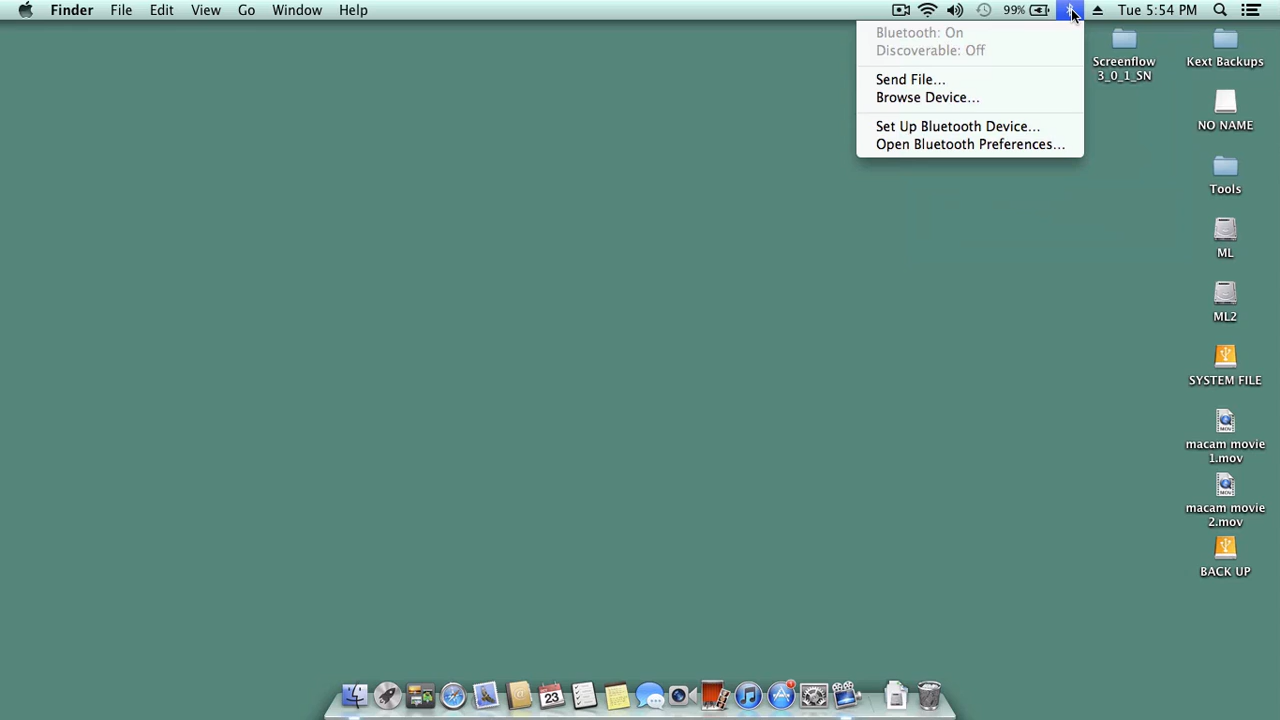 Finder File Edit View Go Window Help 99% Tue 5:54 PM
Bluetooth: On
Discoverable: Off
Send File...
Browse Device...
Set Up Bluetooth Device...
Open Bluetooth Preferences...
Screenflow
3_0_1_SN
Kext Backups
NO NAME
Tools
ML
ML2
SYSTEM FILE
macam movie
1.mov
macam movie
2.mov
BACK UP
23